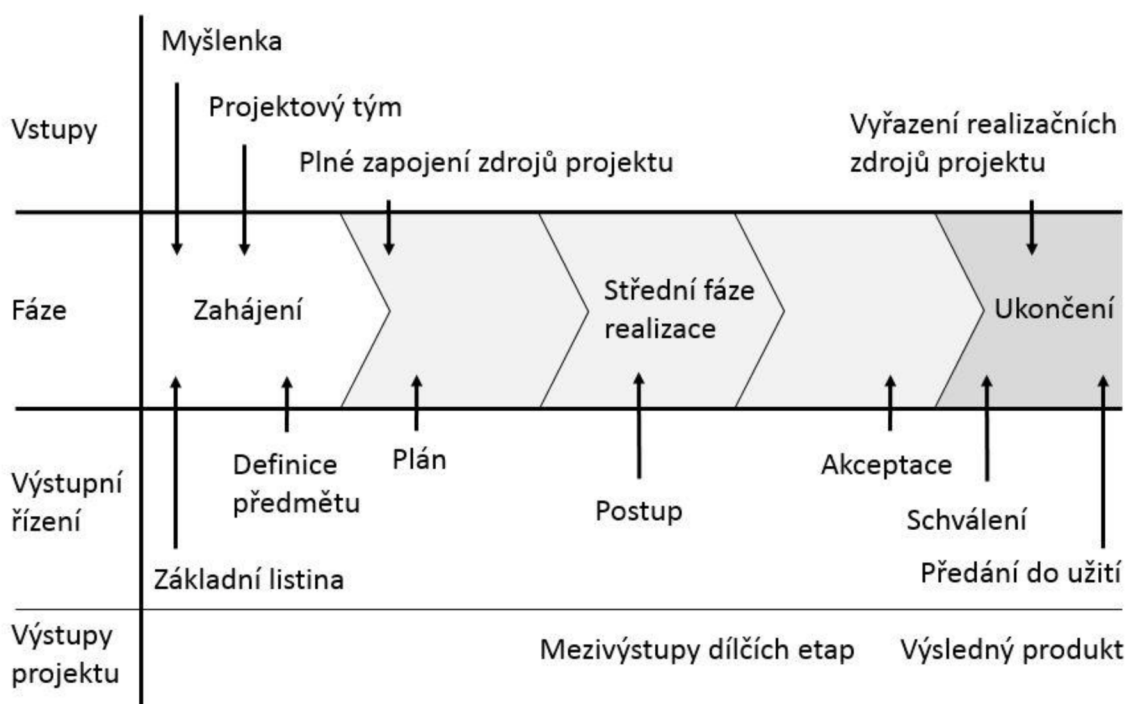 Myšlenka
Projektový tým
Vstupy
Plné zapojení zdrojů projektu
Vyřazení realizačních
zdrojů projektu
Fáze
Zahájení
Střední fáze
realizace
Ukončení
Výstupní
řízení
Definice
předmětu
Plán
Postup
Akceptace
Schválení
Základní listina
Předání do užití
Výstupy
projektu
Mezivýstupy dílčích etap
Výsledný produkt